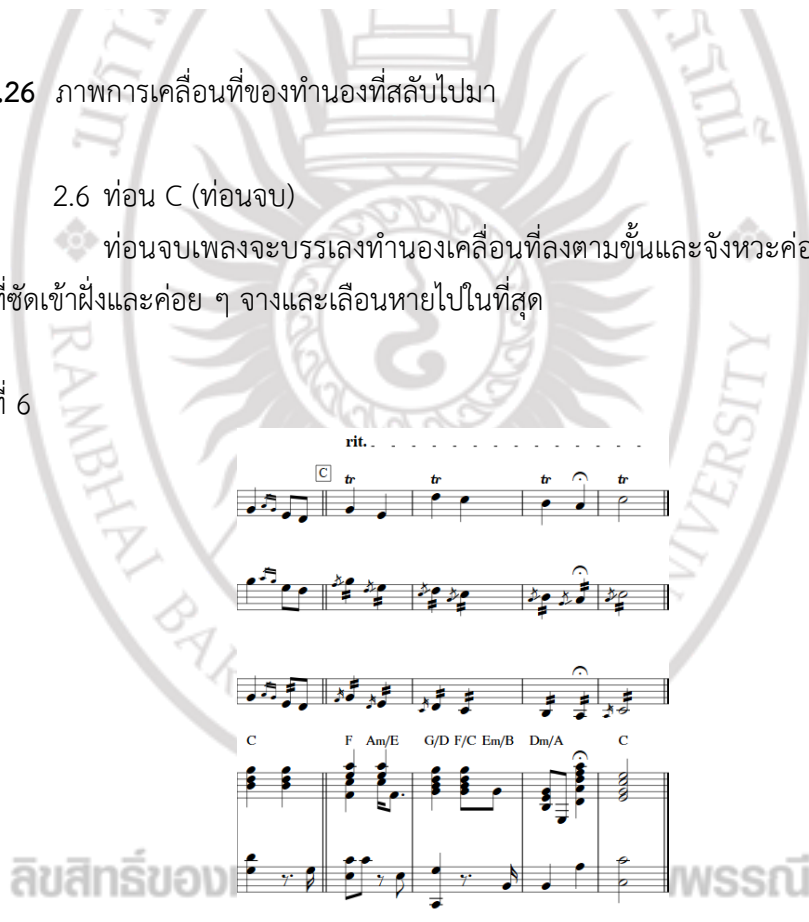 .26 ภาพการเคลื่อนที่ของทำนองที่สลับไปมา
2.6 ท่อน C (ท่อนจบ)
ท่อนจบเพลงจะบรรเลงทำนองเคลื่อนที่ลงตามขั้นและจังหวะค่อ
ที่ซัดเข้าฝั่งและค่อย ๆ จางและเลือนหายไปในที่สุด
ที่ 6
rit.
C tr tr tr tr
C F Am/E G/D F/C Em/B Dm/A C
RAMBHAI BAR
VERSITY
ลิขสิทธิ์ของ
พรรณี